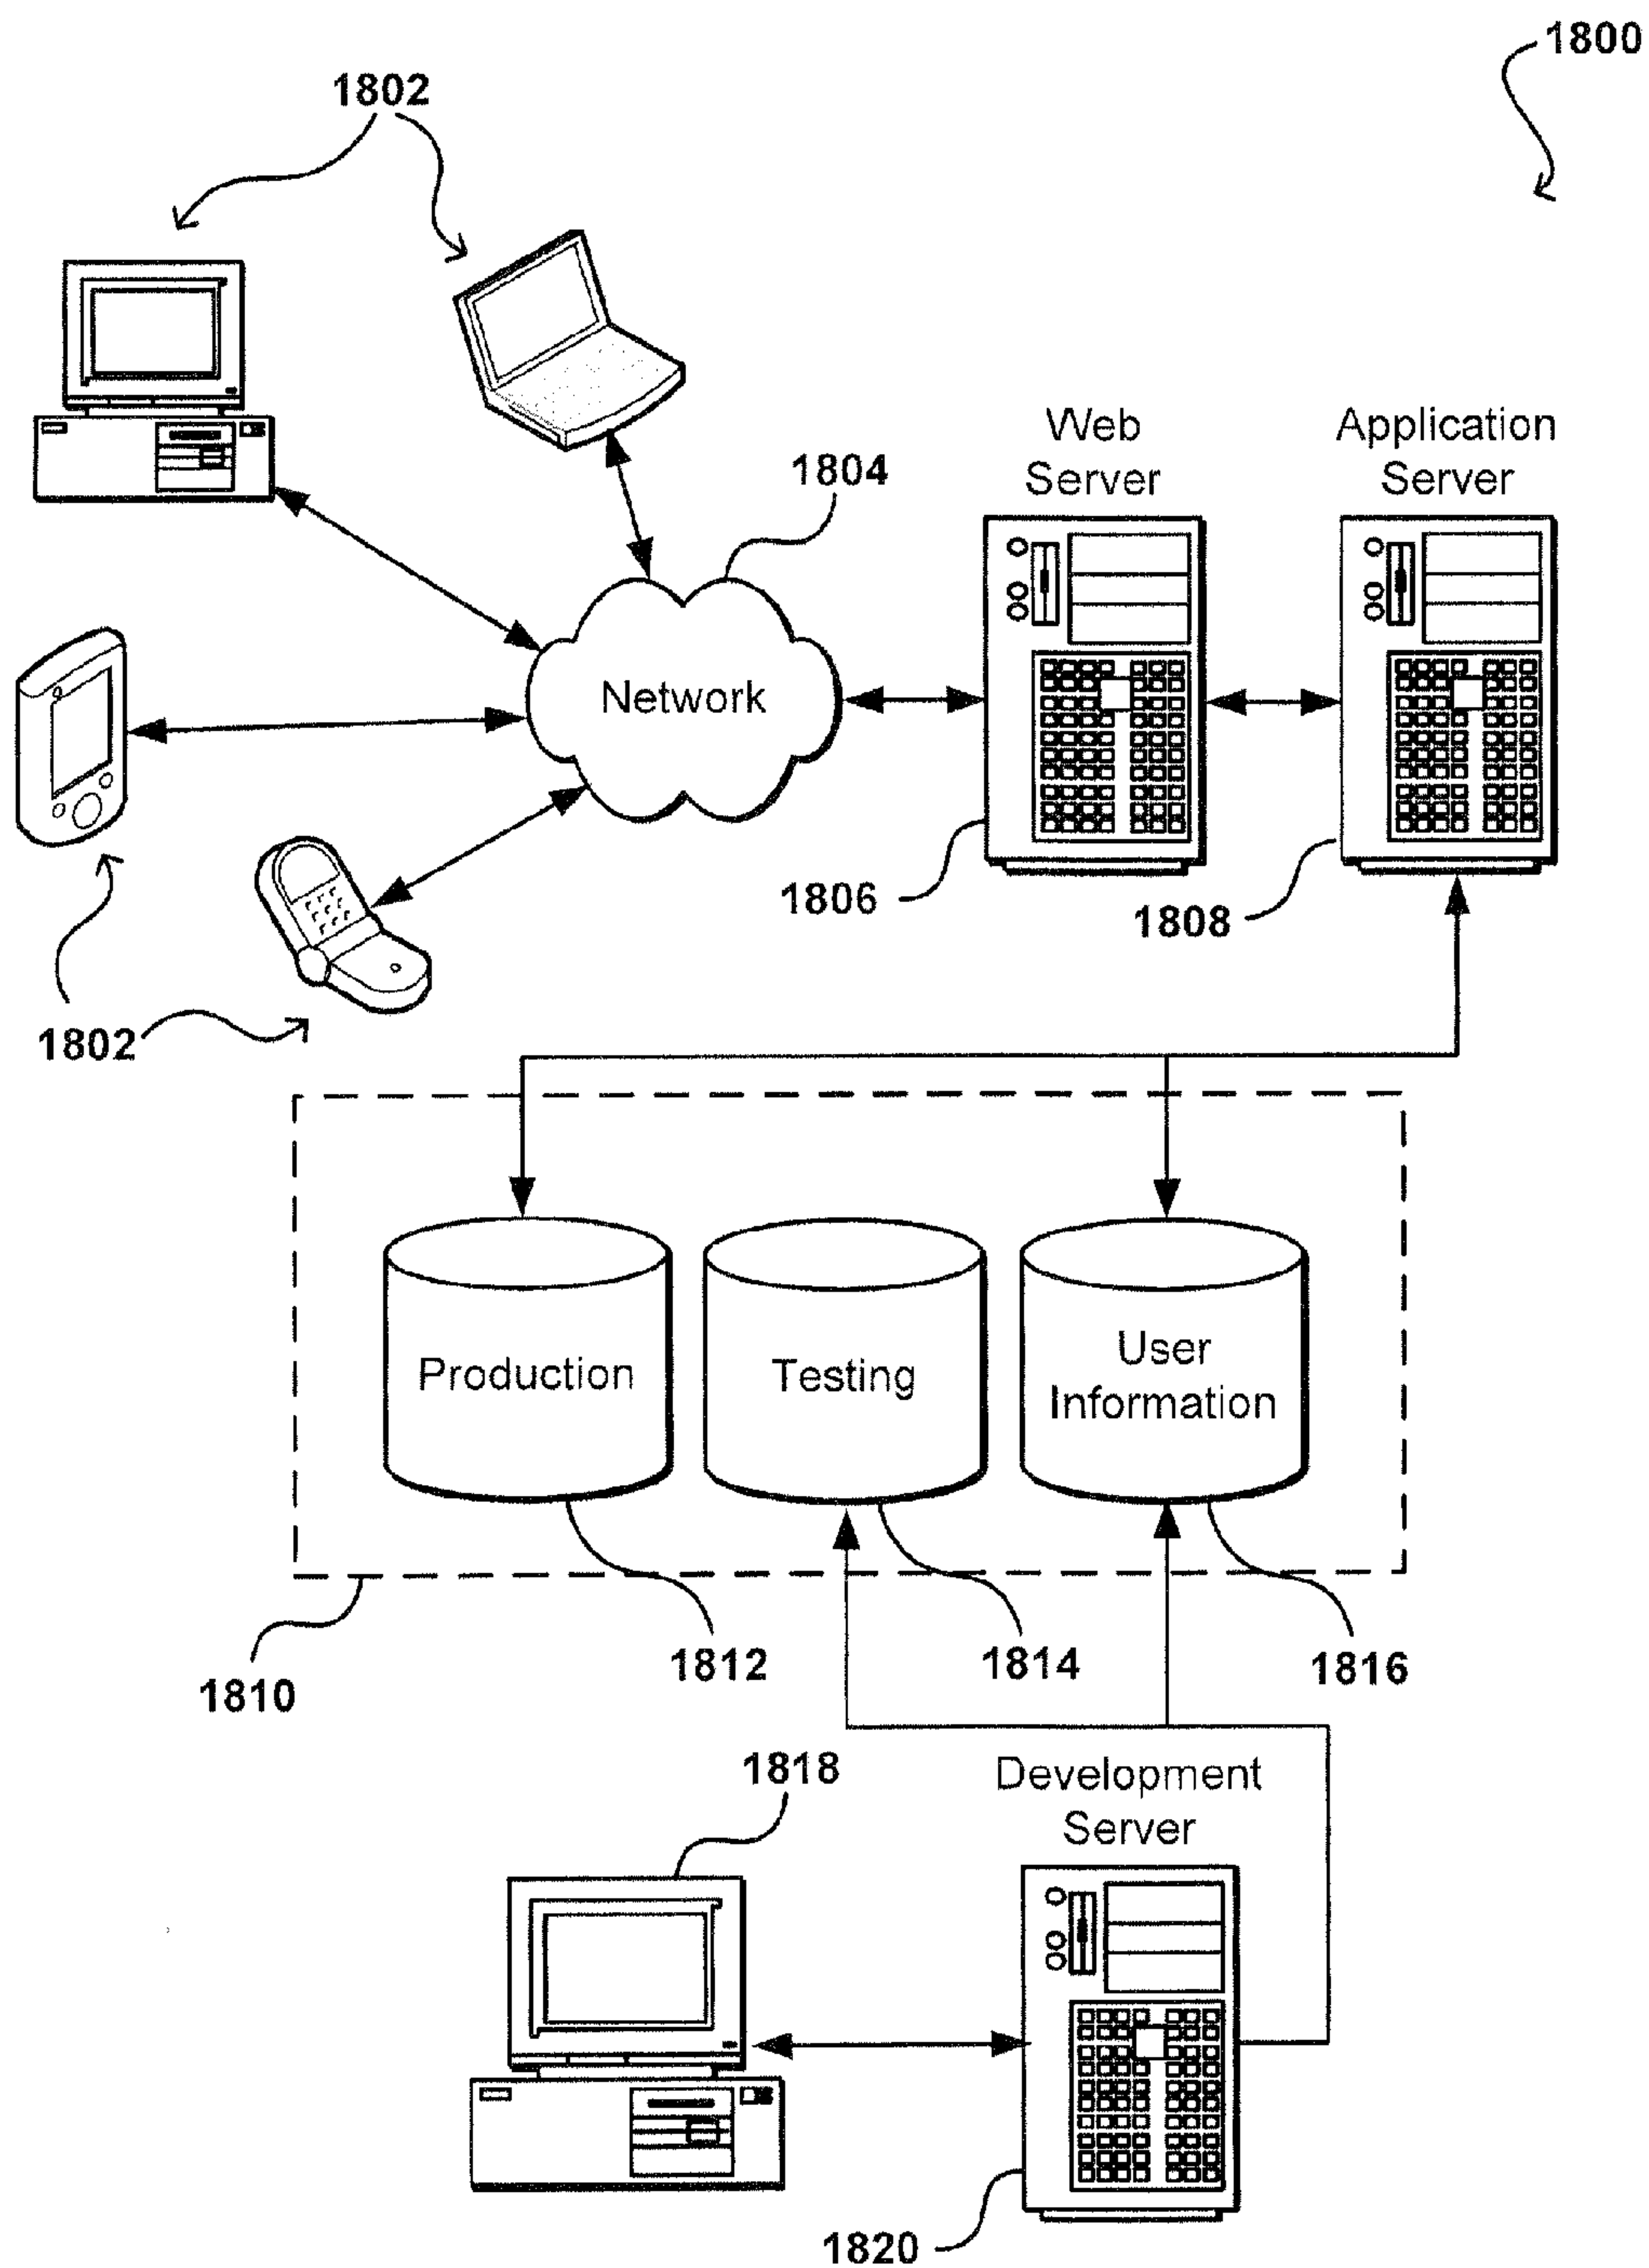 1800
1802
Web
Server
Application
Server
1804
Network
1806
1808
1802
Production
Testing
User
Information
1812
1814
1816
1810
1818
Development
Server
1820